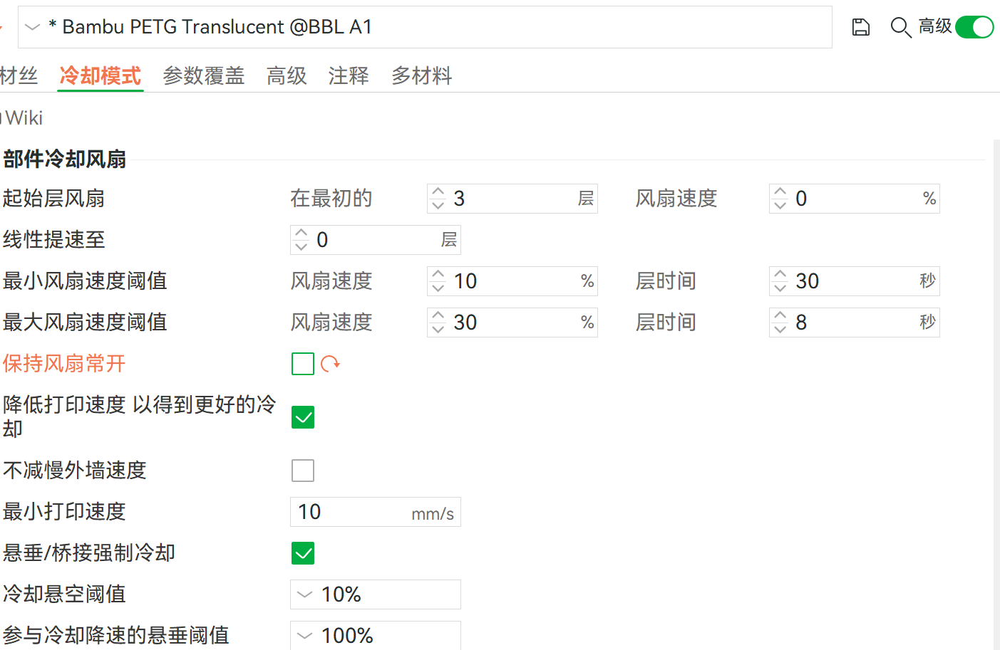 * Bambu PETG Translucent @BBL A1 高级
材丝 冷却模式 参数覆盖 高级 注释 多材料
Wiki
部件冷却风扇
起始层风扇 在最初的 3 层 风扇速度 0 %
线性提速至 0 层
最小风扇速度阈值 风扇速度 10 % 层时间 30 秒
最大风扇速度阈值 风扇速度 30 % 层时间 8 秒
保持风扇常开
降低打印速度 以得到更好的冷
却
不减慢外墙速度
最小打印速度 10 mm/s
悬垂/桥接强制冷却
冷却悬空阈值 10%
参与冷却降速的悬垂阈值 100%